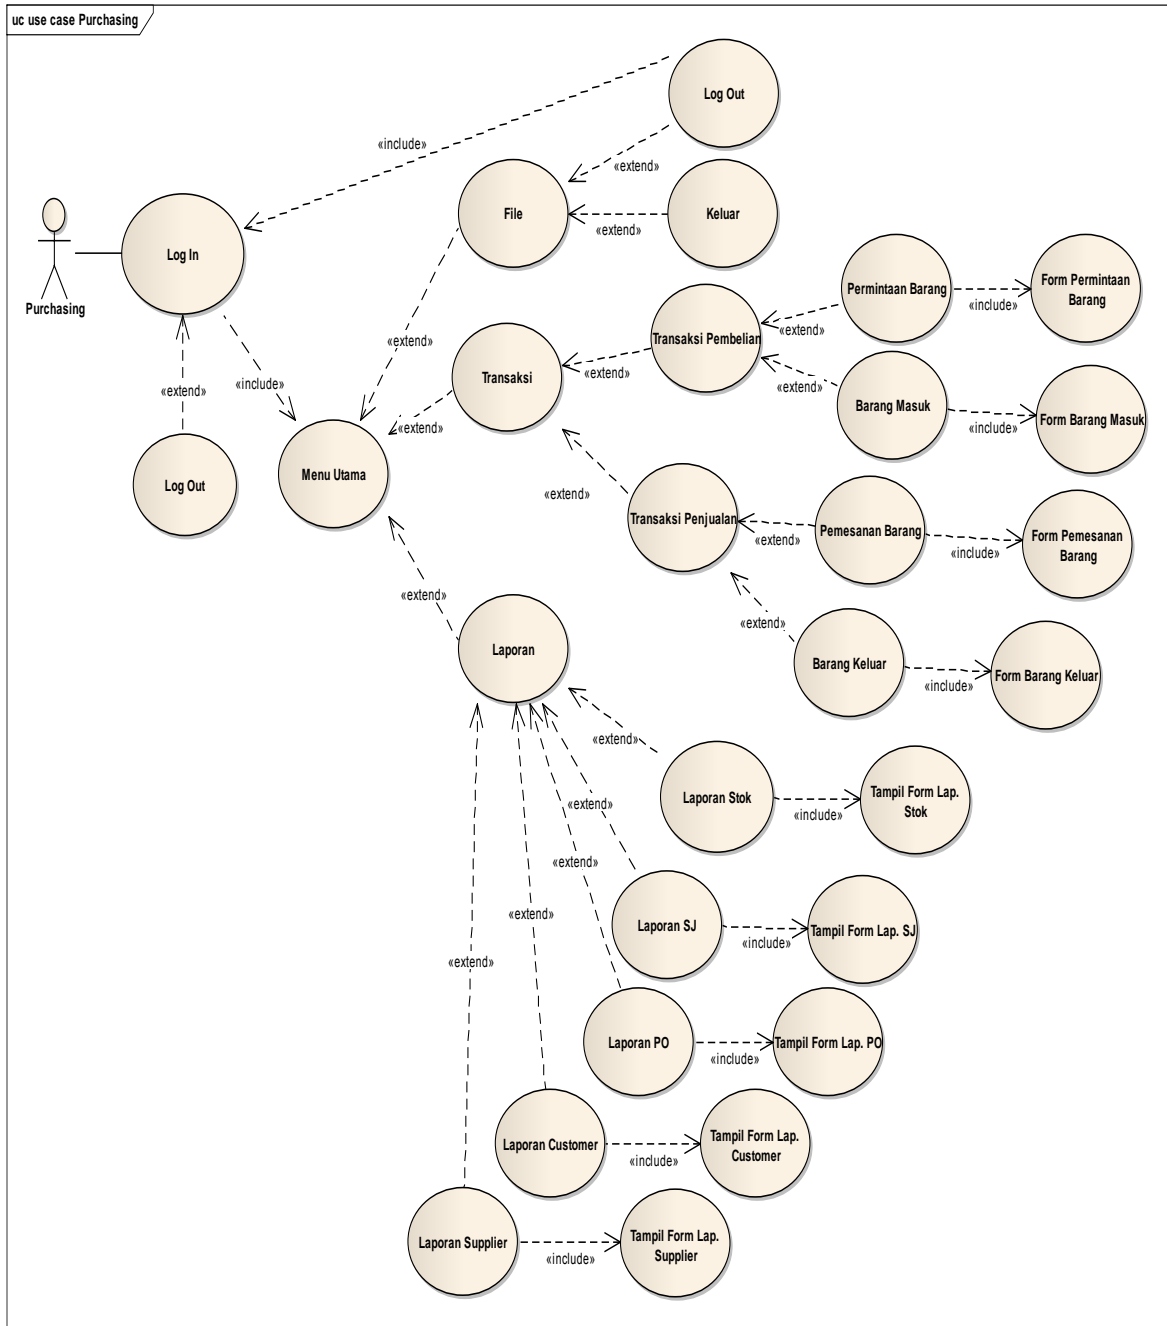 uc use case Purchasing
Log Out
«include»
«extend»
File
Keluar
«extend»
Log In
Purchasing
Permintaan Barang
Form Permintaan
Barang
«include»
«extend»
Transaksi Pembelian
«extend»
«extend»
Transaksi
«extend»
«include»
«extend»
«extend»
Barang Masuk
Form Barang Masuk
«include»
«extend»
Menu Utama
Log Out
«extend»
Transaksi Penjualan
Pemesanan Barang
Form Pemesanan
Barang
«extend»
«include»
«extend»
«extend»
Laporan
Barang Keluar
Form Barang Keluar
«include»
«extend»
Laporan Stok
Tampil Form Lap.
Stok
«extend»
«include»
«extend»
«extend»
Laporan SJ
Tampil Form Lap. SJ
«include»
«extend»
Laporan PO
Tampil Form Lap. PO
«include»
Laporan Customer
Tampil Form Lap.
Customer
«include»
Laporan Supplier
Tampil Form Lap.
Supplier
«include»